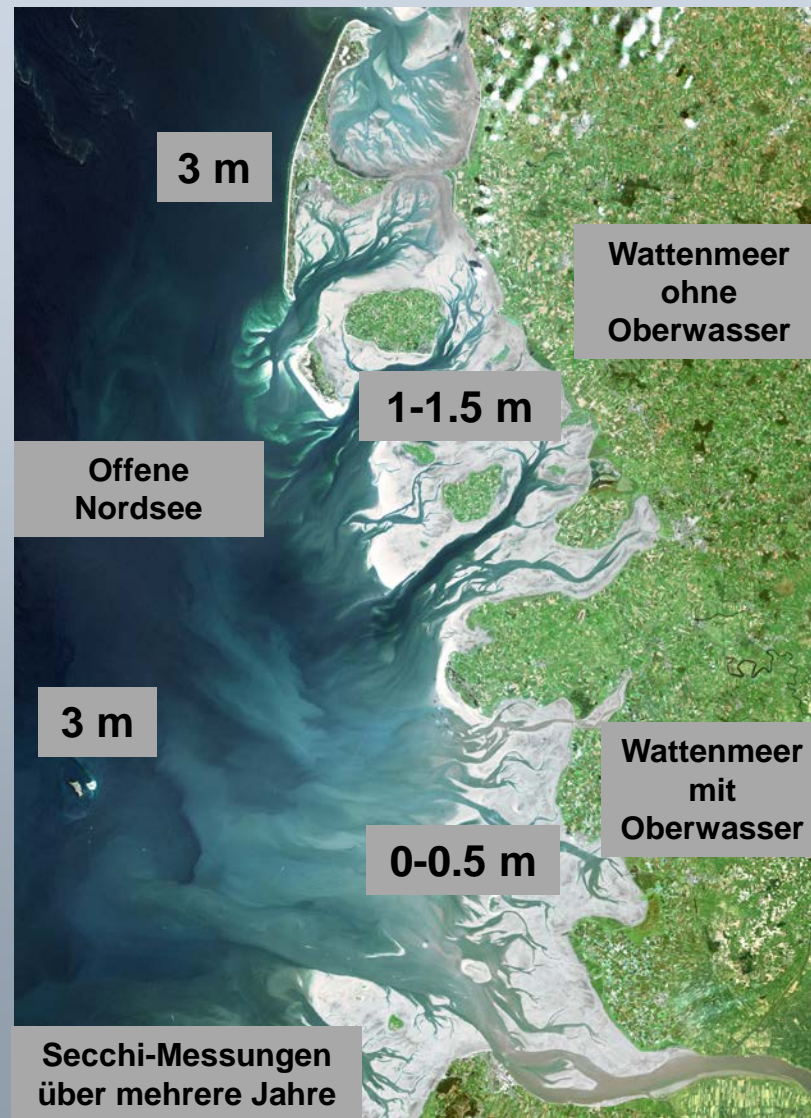 3 m
Wattenmeer
ohne
Oberwasser
1-1.5 m
Offene
Nordsee
3 m
Wattenmeer
mit
Oberwasser
0-0.5 m
Secchi-Messungen
über mehrere Jahre